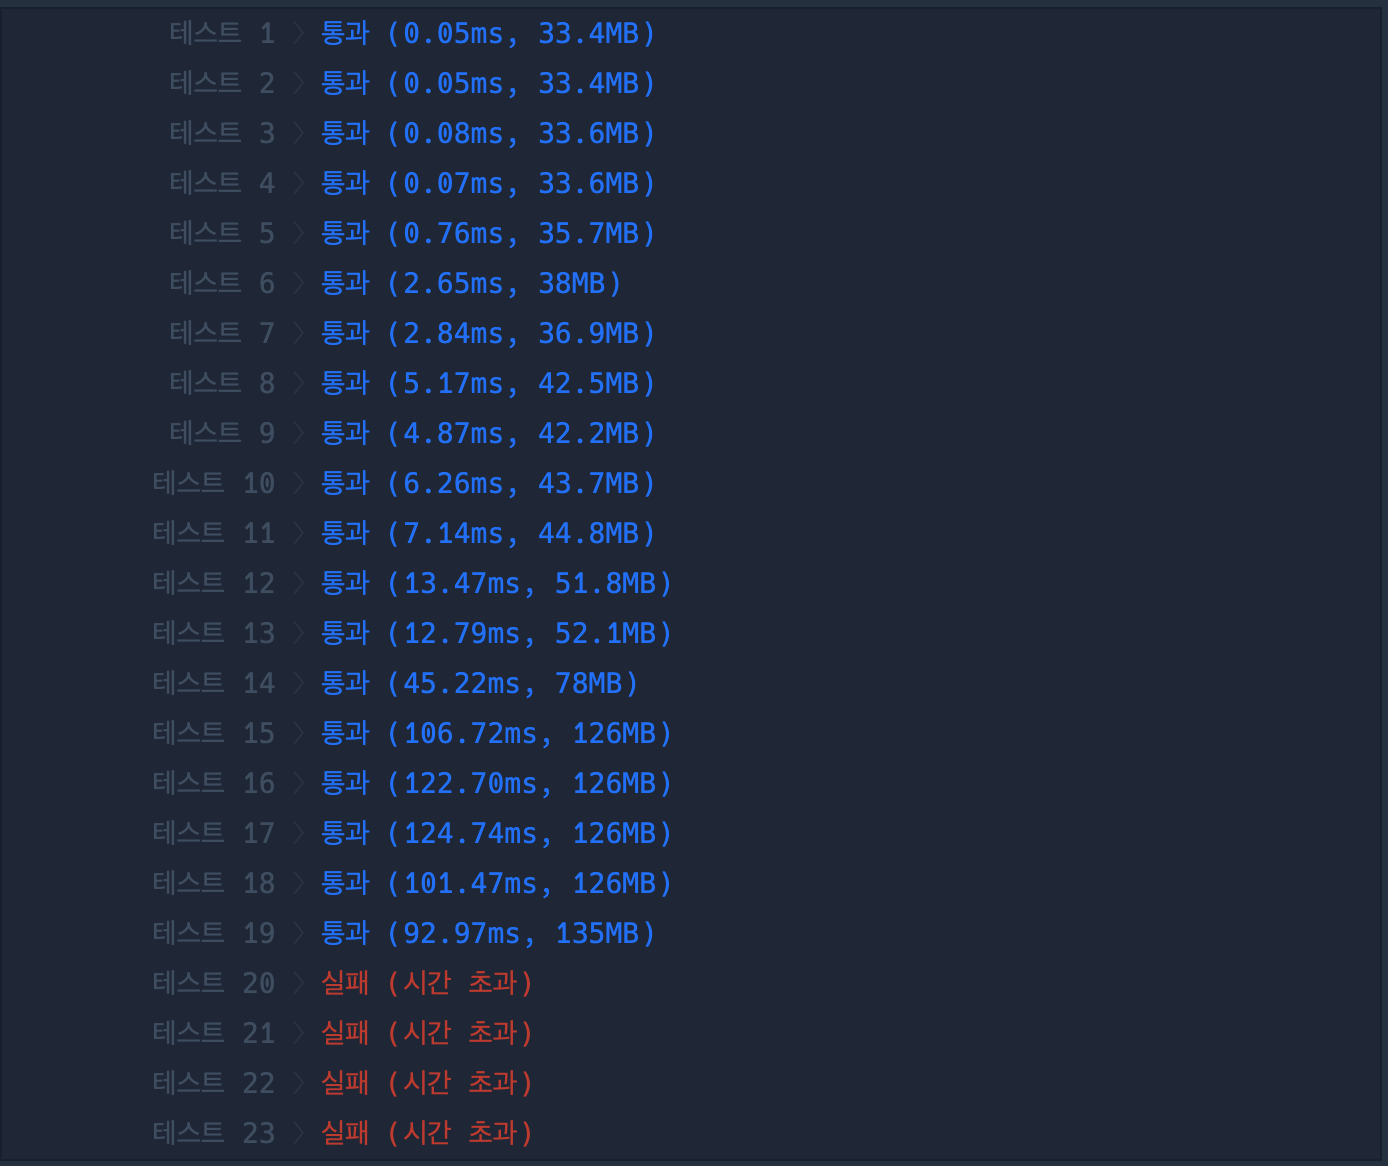 테스트 1 > 통과 (0.05ms, 33.4MB)
테스트 2 > 통과 (0.05ms, 33.4MB)
테스트 3 > 통과 (0.08ms, 33.6MB)
테스트 4 > 통과 (0.07ms, 33.6MB)
테스트 5 > 통과 (0.76ms, 35.7MB)
테스트 6 > 통과 (2.65ms, 38MB)
테스트 7 > 통과 (2.84ms, 36.9MB)
테스트 8 > 통과 (5.17ms, 42.5MB)
테스트 9 > 통과 (4.87ms, 42.2MB)
테스트 10 > 통과 (6.26ms, 43.7MB)
테스트 11 > 통과 (7.14ms, 44.8MB)
테스트 12 > 통과 (13.47ms, 51.8MB)
테스트 13 > 통과 (12.79ms, 52.1MB)
테스트 14 > 통과 (45.22ms, 78MB)
테스트 15 > 통과 (106.72ms, 126MB)
테스트 16 > 통과 (122.70ms, 126MB)
테스트 17 > 통과 (124.74ms, 126MB)
테스트 18 > 통과 (101.47ms, 126MB)
테스트 19 > 통과 (92.97ms, 135MB)
테스트 20 > 실패 (시간 초과)
테스트 21 > 실패 (시간 초과)
테스트 22 > 실패 (시간 초과)
테스트 23 > 실패 (시간 초과)